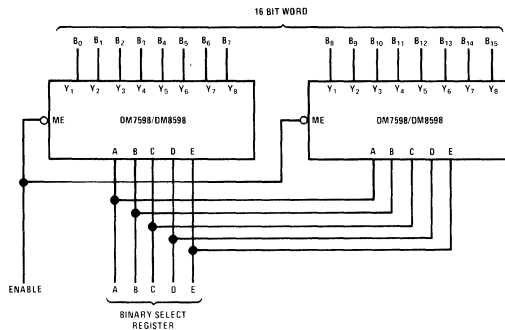 16 BIT WORD
B0 B1 B2 B3 B4 B5 B6 B7
B8 B9 B10 B11 B12 B13 B14 B15
Y1 Y2 Y3 Y4 Y5 Y6 Y7 Y8
Y1 Y2 Y3 Y4 Y5 Y6 Y7 Y8
ME DM7598/DM8598
ME DM7598/DM8598
A B C D E
A B C D E
ENABLE A B C D E
BINARY SELECT
REGISTER